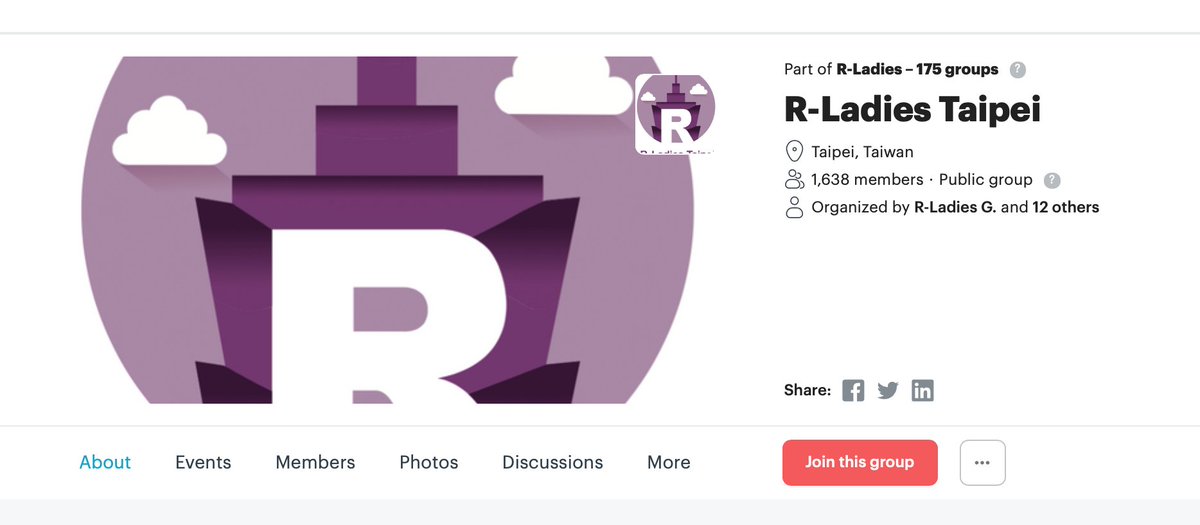 R
R
R-Ladies Taipei
Part of R-Ladies – 175 groups ?
R-Ladies Taipei
Taipei, Taiwan
1,638 members · Public group ?
Organized by R-Ladies G. and 12 others
Share:
About Events Members Photos Discussions More
Join this group
...